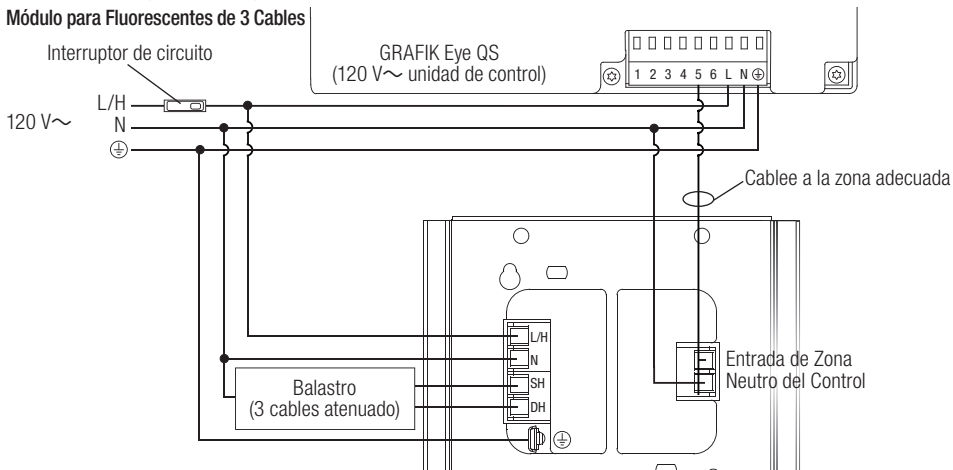 Módulo para Fluorescentes de 3 Cables
Interruptor de circuito
GRAFIK Eye QS
(120 V~ unidad de control)
1 2 3 4 5 6 L N
L/H
120 V~
N
Cablee a la zona adecuada
L/H
N
SH
DH
Balastro
(3 cables atenuado)
Entrada de Zona
Neutro del Control